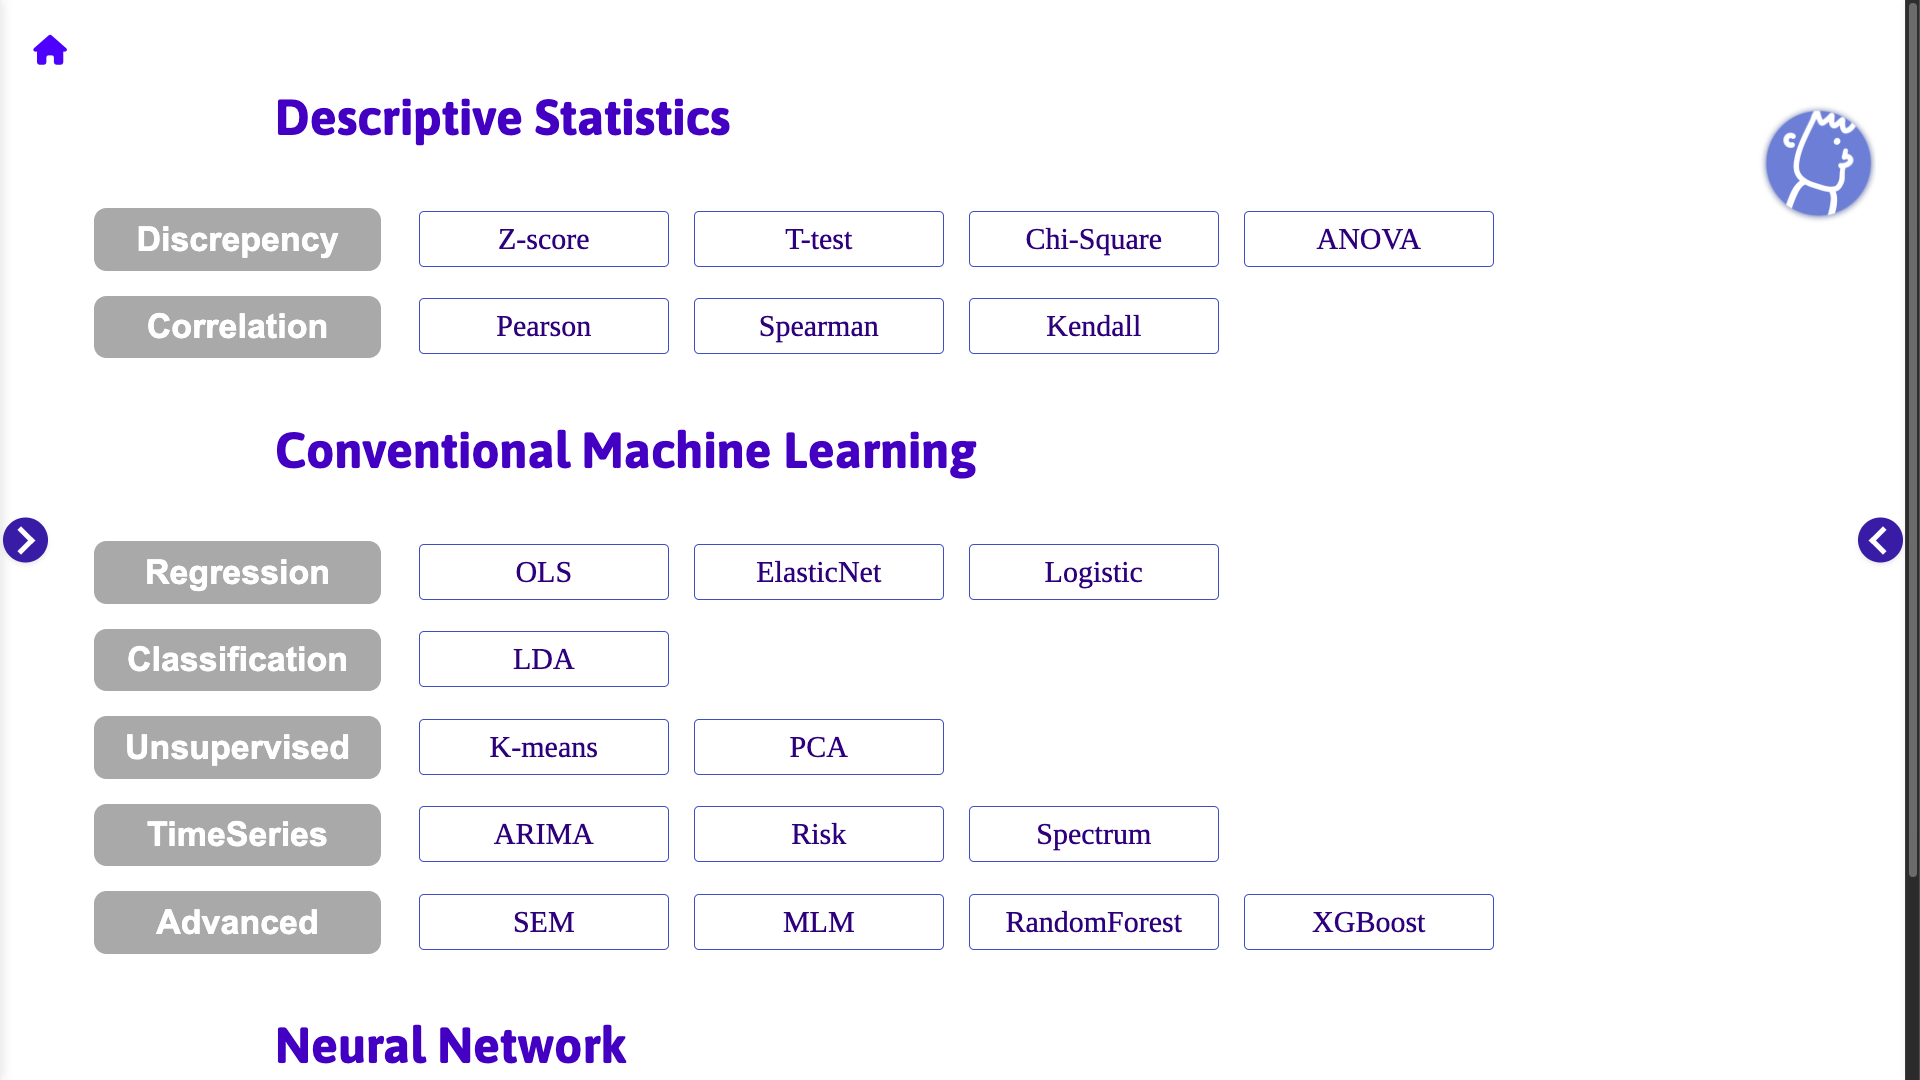 Descriptive Statistics
Discrepency Z-score T-test Chi-Square ANOVA
Correlation Pearson Spearman Kendall
Conventional Machine Learning
Regression OLS ElasticNet Logistic
Classification LDA
Unsupervised K-means PCA
TimeSeries ARIMA Risk Spectrum
Advanced SEM MLM RandomForest XGBoost
Neural Network